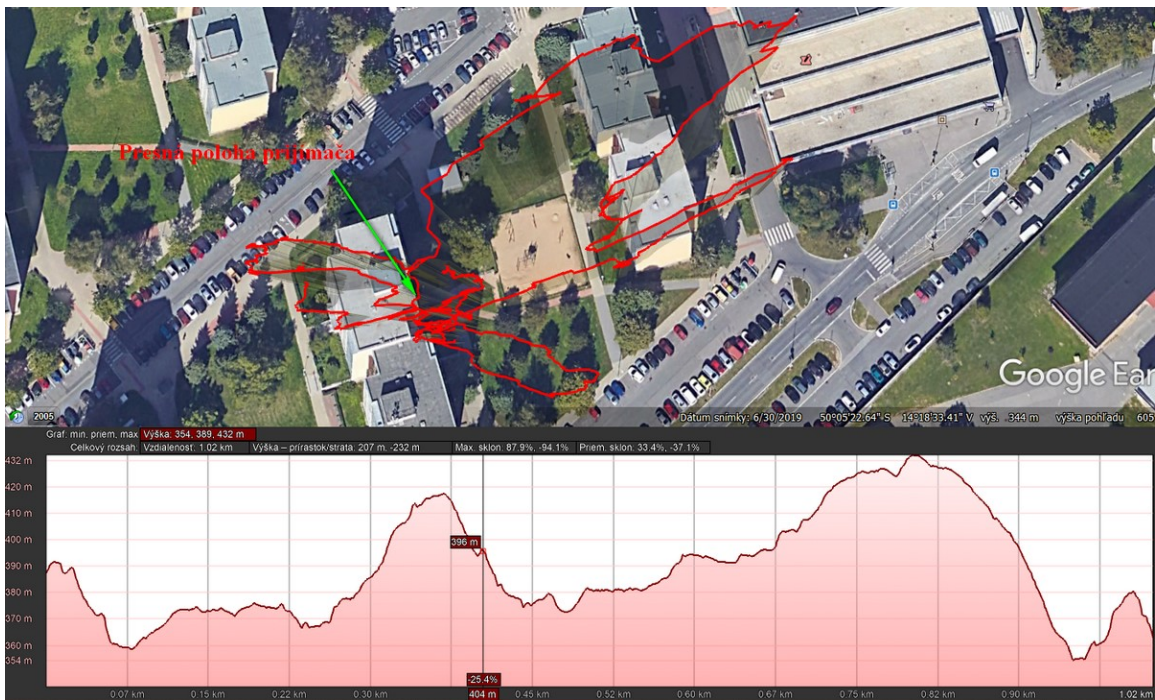 Presná poloha prijímača
Google Ear
2005
Dátum snímky: 6/30/2019 50°05'22.64" S 14°18'33.41" V výš. 344 m výška pohľadu 605
Graf: min, priem, max Výška: 354, 389, 432 m
Celkový rozsah: Vzdialenosť: 1.02 km Výška – prírastok/strata: 207 m, -232 m Max. sklon: 87.9%, -94.1% Priem. sklon: 33.4%, -37.1%
432 m
420 m
410 m
400 m
396 m
390 m
380 m
370 m
360 m
354 m
-25.4%
0.07 km 0.15 km 0.22 km 0.30 km 404 m 0.45 km 0.52 km 0.60 km 0.67 km 0.75 km 0.82 km 0.90 km 1.02 km